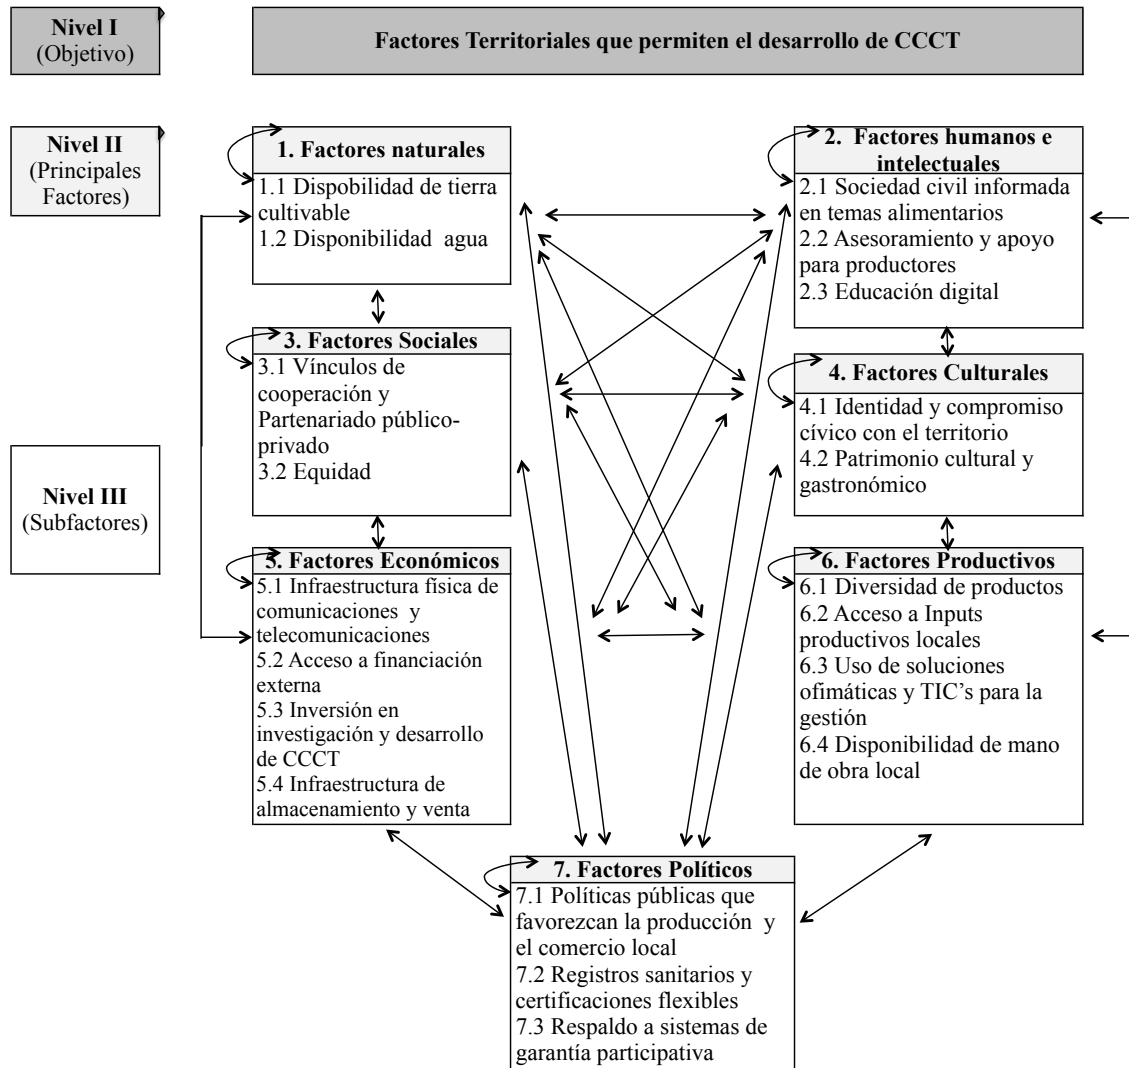 Nivel I
(Objetivo)
Factores Territoriales que permiten el desarrollo de CCCT
Nivel II
(Principales
Factores)
1. Factores naturales
1.1 Dispobilidad de tierra
cultivable
1.2 Disponibilidad agua
2. Factores humanos e
intelectuales
2.1 Sociedad civil informada
en temas alimentarios
2.2 Asesoramiento y apoyo
para productores
2.3 Educación digital
3. Factores Sociales
3.1 Vínculos de
cooperación y
Partenariado público-
privado
3.2 Equidad
4. Factores Culturales
4.1 Identidad y compromiso
cívico con el territorio
4.2 Patrimonio cultural y
gastronómico
Nivel III
(Subfactores)
5. Factores Económicos
5.1 Infraestructura física de
comunicaciones y
telecomunicaciones
5.2 Acceso a financiación
externa
5.3 Inversión en
investigación y desarrollo
de CCCT
5.4 Infraestructura de
almacenamiento y venta
6. Factores Productivos
6.1 Diversidad de productos
6.2 Acceso a Inputs
productivos locales
6.3 Uso de soluciones
ofimáticas y TIC's para la
gestión
6.4 Disponibilidad de mano
de obra local
7. Factores Políticos
7.1 Políticas públicas que
favorezcan la producción y
el comercio local
7.2 Registros sanitarios y
certificaciones flexibles
7.3 Respaldo a sistemas de
garantía participativa